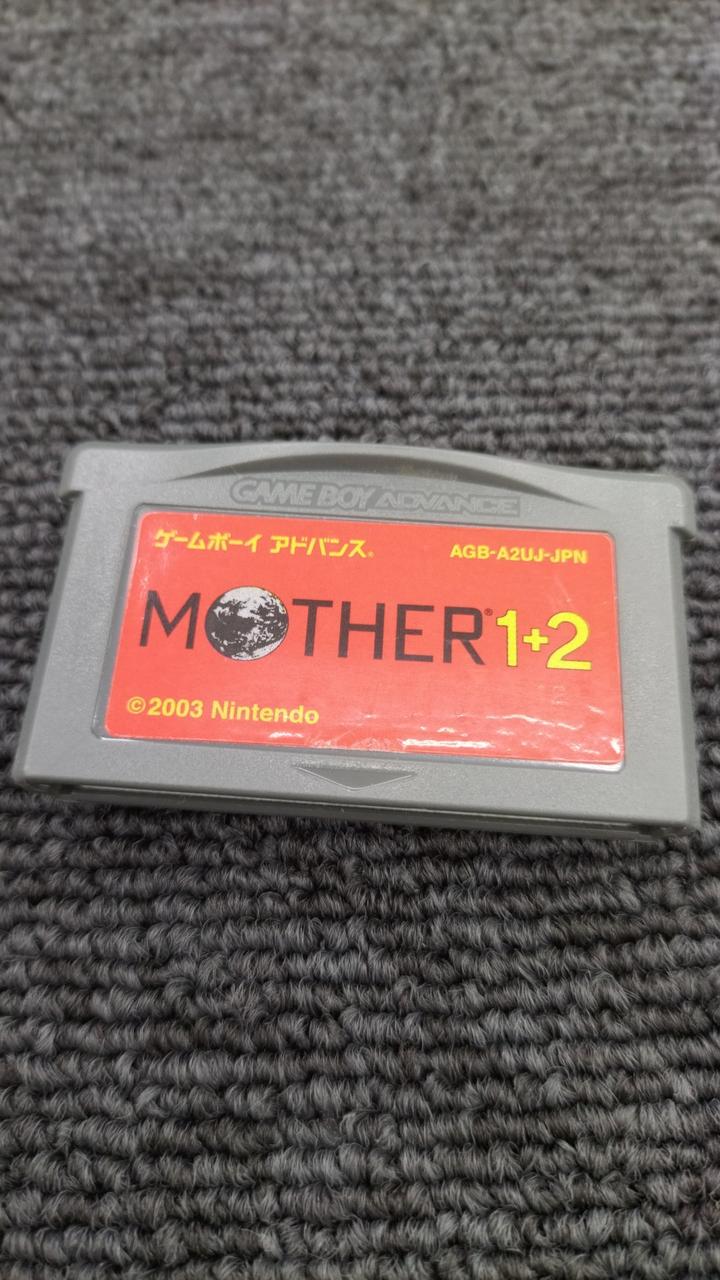 GAME BOY ADVANCE
ゲームボーイ アドバンス®
AGB-A2UJ-JPN
MOTHER®1+2
©2003 Nintendo